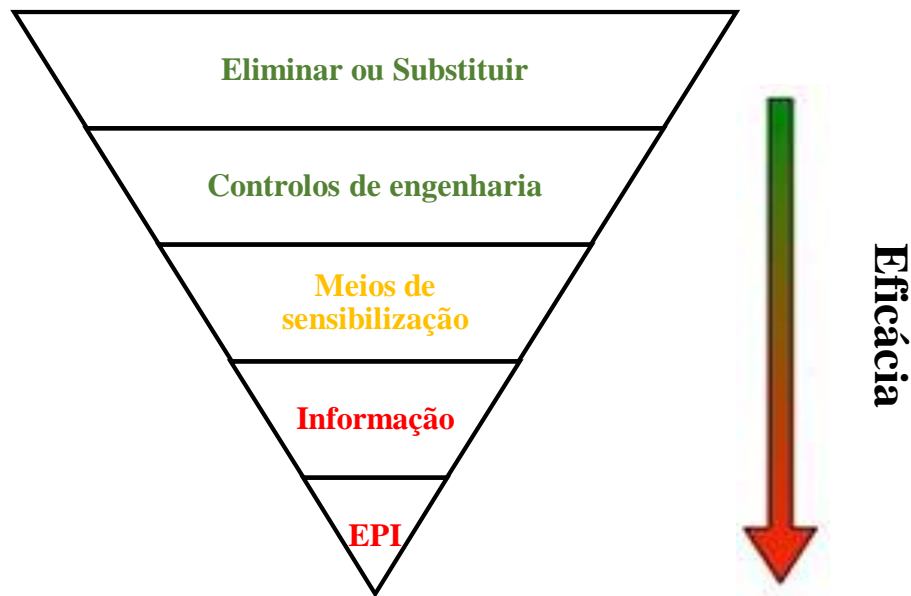 Eliminar ou Substituir
Controlos de engenharia
Meios de
sensibilização
Informação
EPI
Eficácia